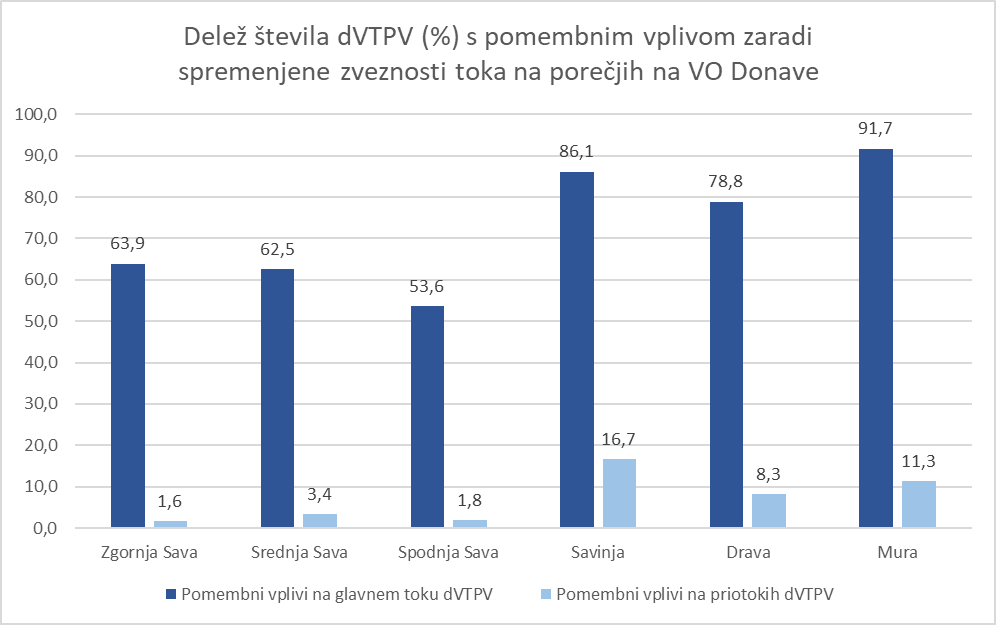 Delež števila dVTPV (%) s pomembnim vplivom zaradi
spremenjene zveznosti toka na porečjih na VO Donave
100,0
90,0
80,0
70,0
60,0
50,0
40,0
30,0
20,0
10,0
0,0
63,9
1,6
62,5
3,4
53,6
1,8
86,1
16,7
78,8
8,3
91,7
11,3
Zgornja Sava
Srednja Sava
Spodnja Sava
Savinja
Drava
Mura
Pomembni vplivi na glavnem toku dVTPV
Pomembni vplivi na priotokih dVTPV